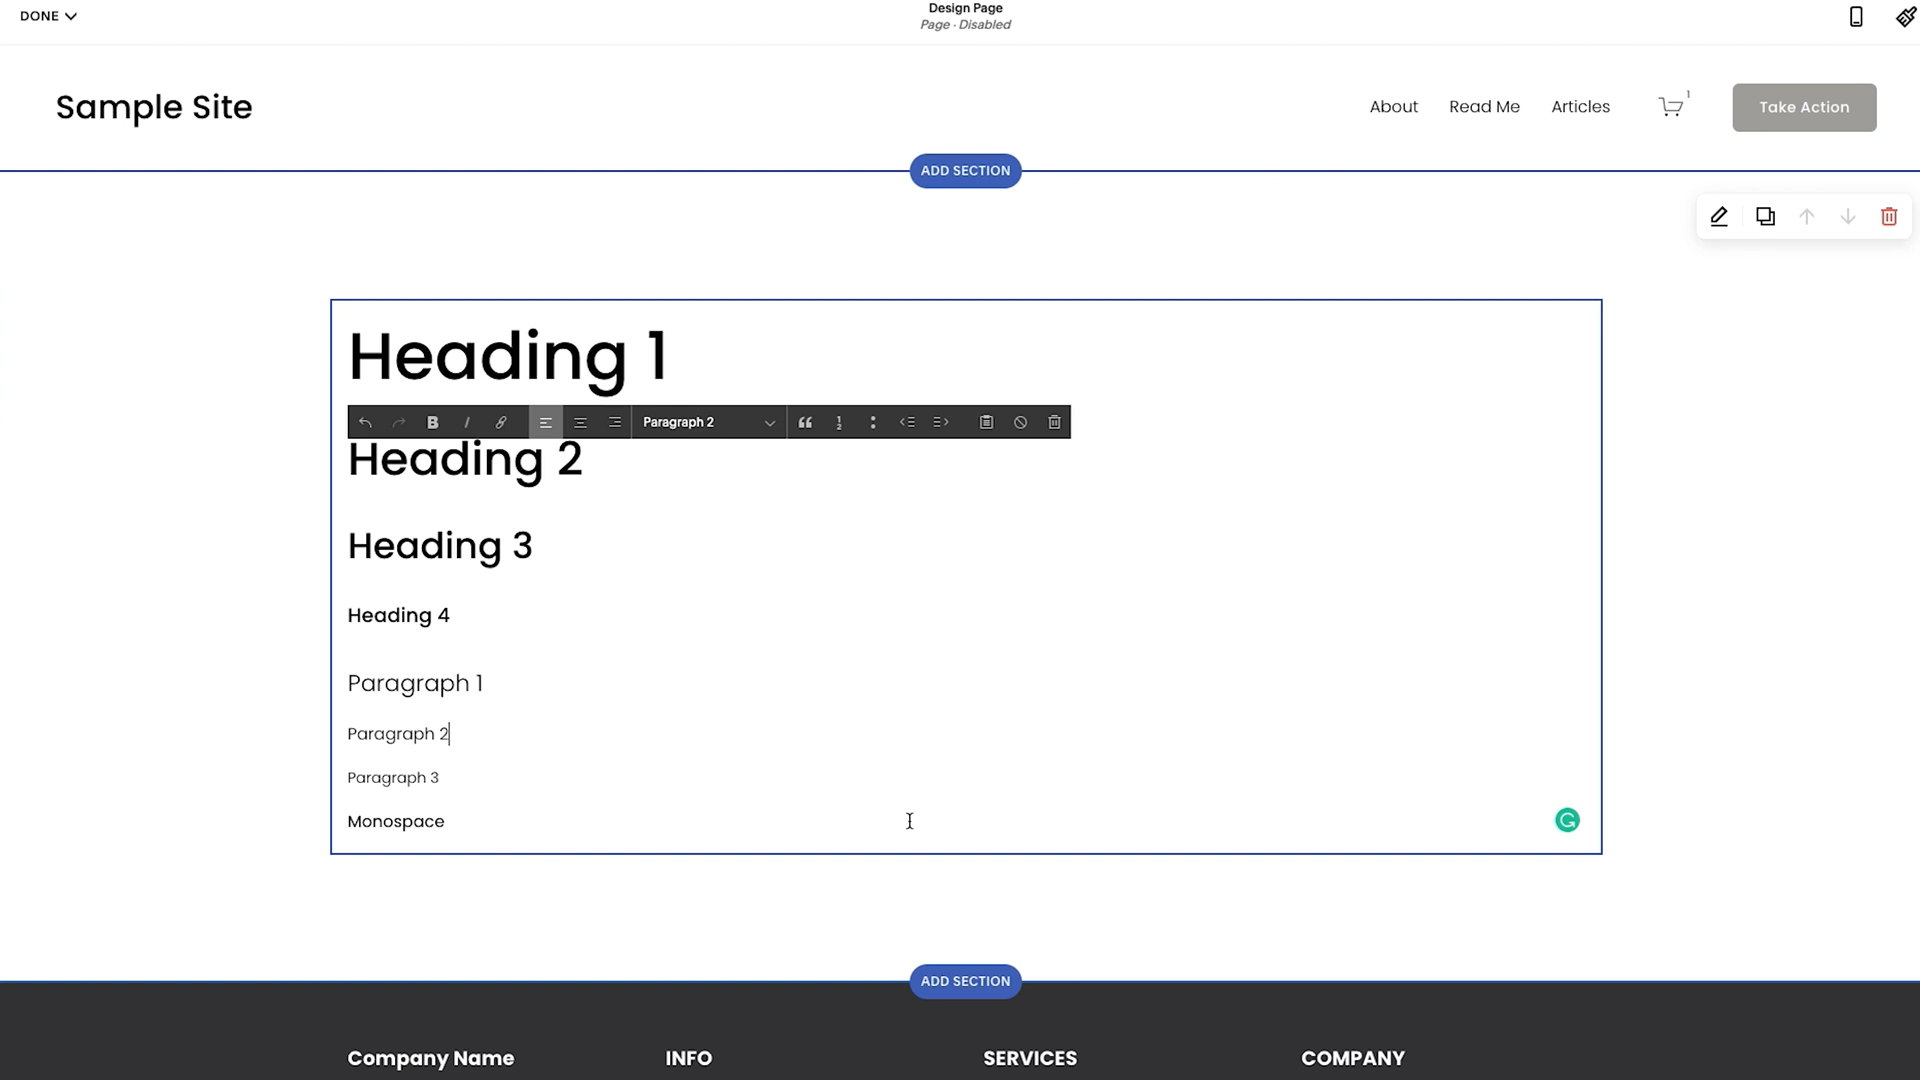 DONE
Design Page
Page · Disabled
Sample Site
About Read Me Articles 1 Take Action
ADD SECTION
Heading 1
B I Paragraph 2
Heading 2
Heading 3
Heading 4
Paragraph 1
Paragraph 2
Paragraph 3
Monospace
ADD SECTION
Company Name INFO SERVICES COMPANY